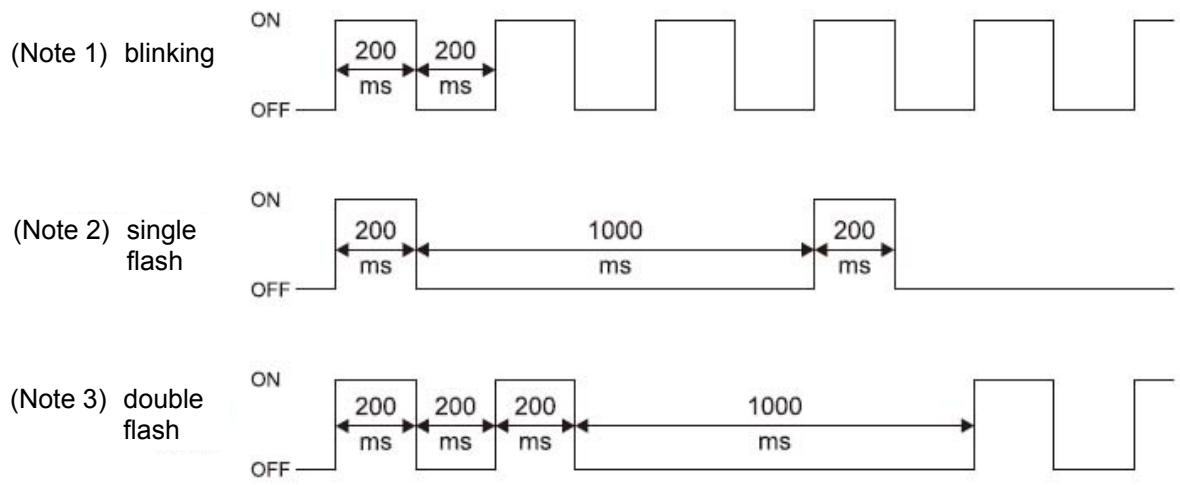 ON
(Note 1) blinking
200 200
ms ms
OFF
ON
(Note 2) single
flash
200 1000 200
ms ms ms
OFF
ON
(Note 3) double
flash
200 200 200 1000
ms ms ms ms
OFF